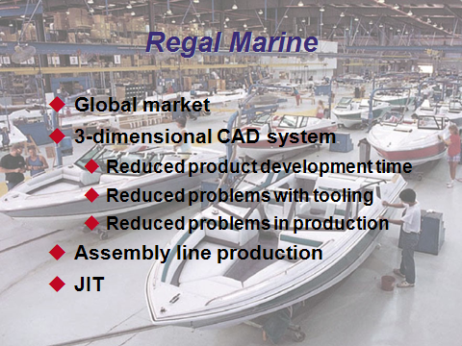 Regal Marine
Global market
3-dimensional CAD system
Reduced product development time
Reduced problems with tooling
Reduced problems in production
Assembly line production
JIT